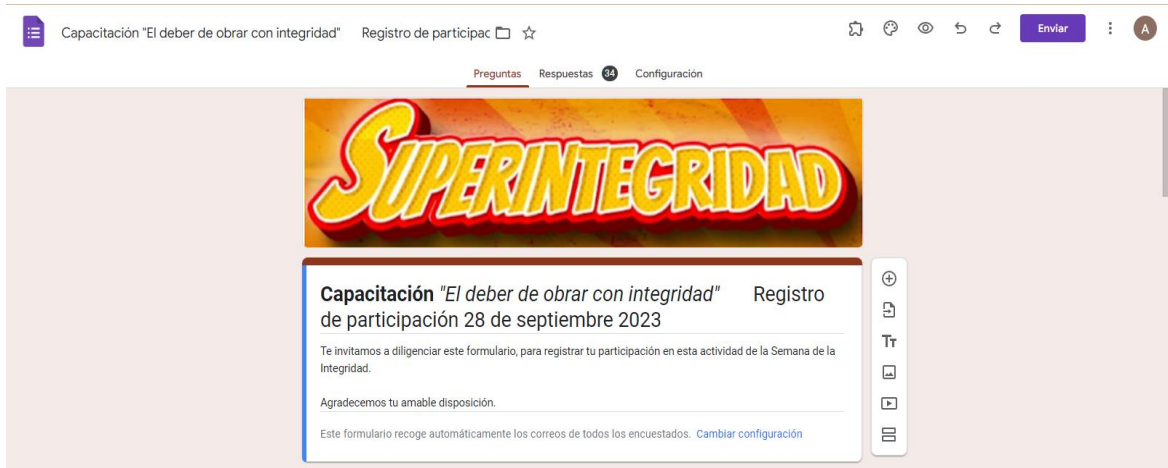 Capacitación "El deber de obrar con integridad" Registro de participac
Enviar
A
Preguntas Respuestas 34 Configuración
SUPERINTEGRIDAD
Capacitación "El deber de obrar con integridad" Registro
de participación 28 de septiembre 2023
Te invitamos a diligenciar este formulario, para registrar tu participación en esta actividad de la Semana de la
Integridad.
Agradecemos tu amable disposición.
Este formulario recoge automáticamente los correos de todos los encuestados. Cambiar configuración
Tт